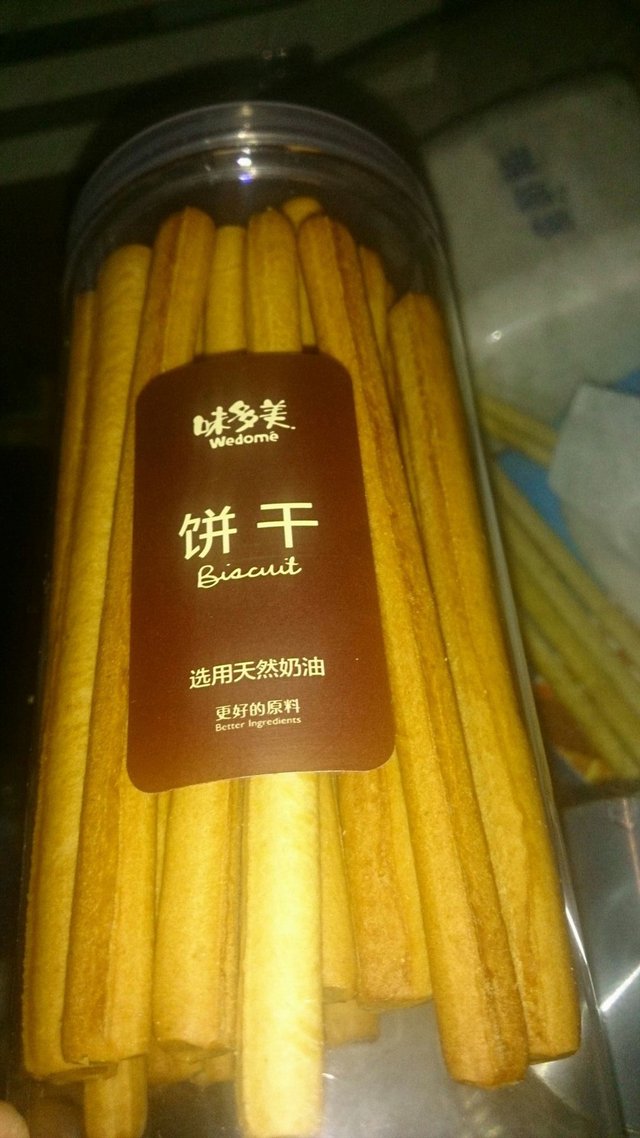 味多美
Wedomé
饼干
Biscuit
选用天然奶油
更好的原料
Better Ingredients